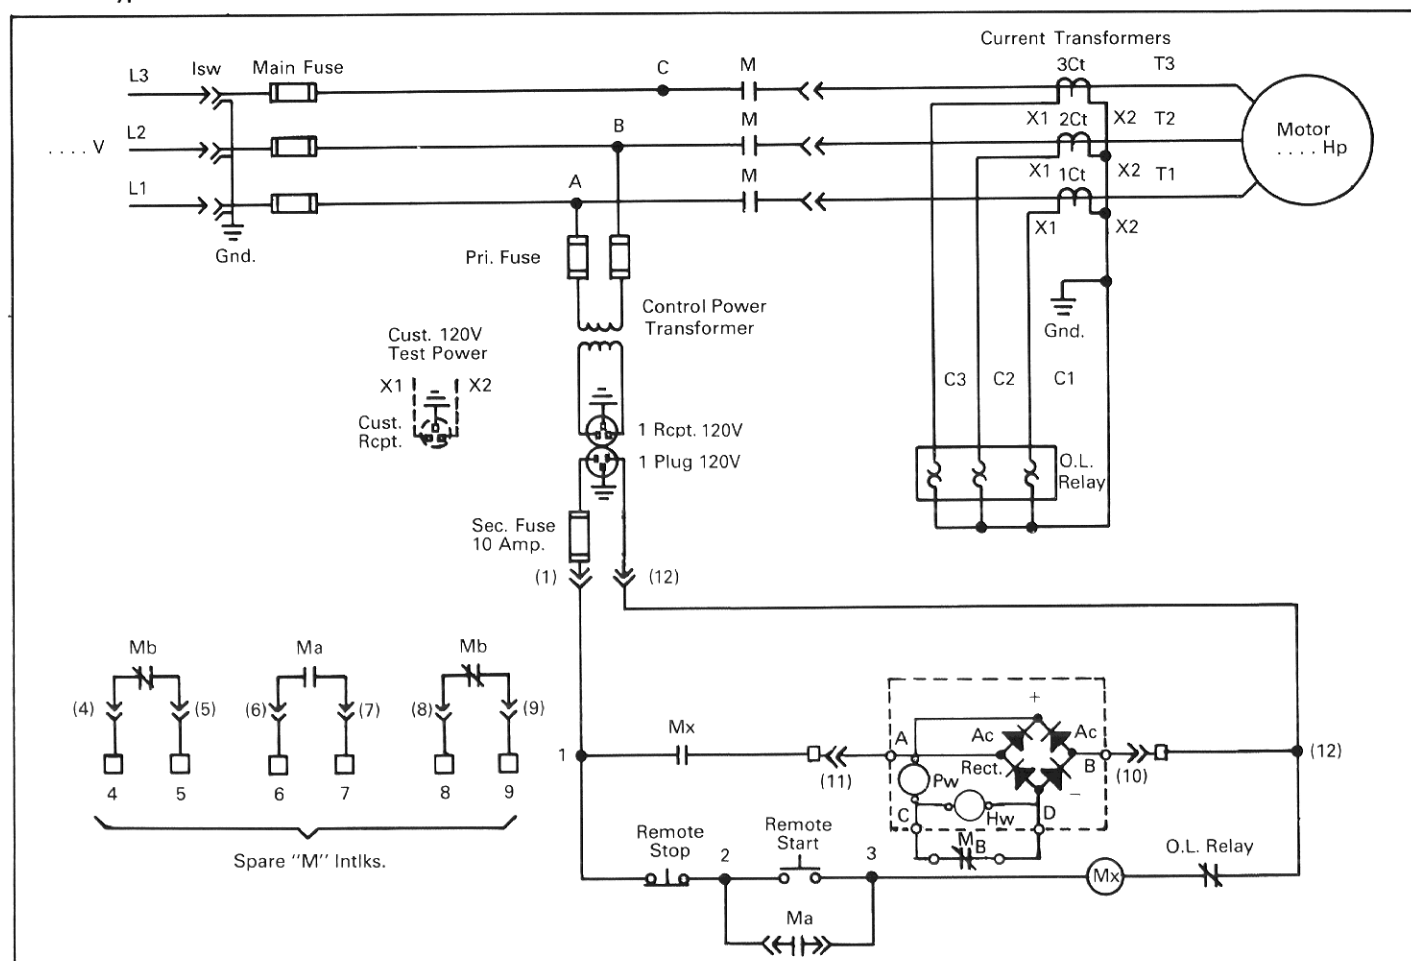 Current Transformers
L3
Isw
Main Fuse
C
M
3Ct
T3
L2
B
M
X1
2Ct
X2
T2
. . . . V
Motor
. . . . Hp
L1
A
M
X1
1Ct
X2
T1
X1
X2
Gnd.
Pri. Fuse
Control Power
Transformer
Gnd.
Cust. 120V
Test Power
X1
X2
C3
C2
C1
Cust.
Rcpt.
1 Rcpt. 120V
1 Plug 120V
O.L.
Relay
Sec. Fuse
10 Amp.
(1)
(12)
Mb
Ma
Mb
(4)
(5)
(6)
(7)
(8)
(9)
4
5
6
7
8
9
Spare "M" Intlks.
1
Mx
(11)
A
+
Ac
Ac
Rect.
B
(10)
(12)
Pw
–
C
Hw
D
M
B
Remote
Stop
2
Remote
Start
3
Mx
O.L. Relay
Ma